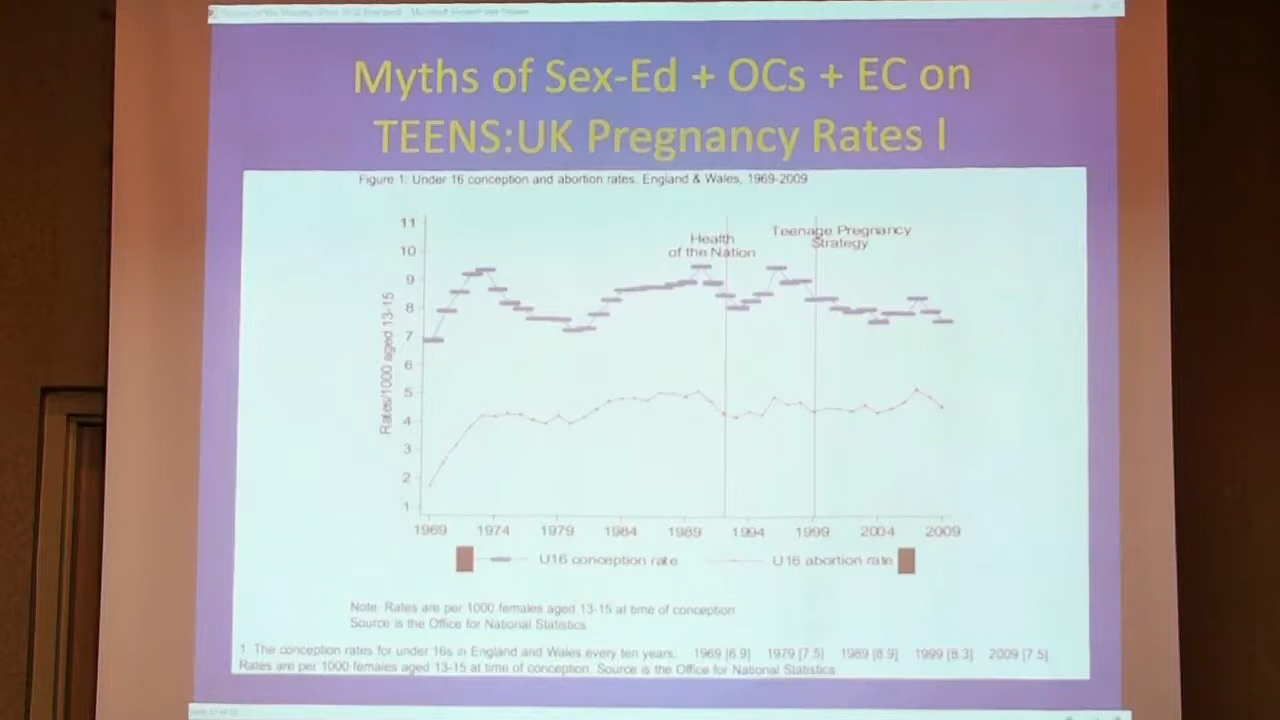 Myths of Sex-Ed + OCs + EC on
TEENS:UK Pregnancy Rates I
Figure 1: Under 16 conception and abortion rates. England & Wales, 1969-2009
11
10
9
8
7
6
5
4
3
2
1
Rates/1000 aged 13-15
Health
of the Nation
Teenage Pregnancy
Strategy
1969 1974 1979 1984 1989 1994 1999 2004 2009
U16 conception rate U16 abortion rate
Note: Rates are per 1000 females aged 13-15 at time of conception
Source is the Office for National Statistics
1. The conception rates for under 16s in England and Wales every ten years. 1969 [6.9] 1979 [7.5] 1989 [8.9] 1999 [8.3] 2009 [7.5]
Rates are per 1000 females aged 13-15 at time of conception. Source is the Office for National Statistics.